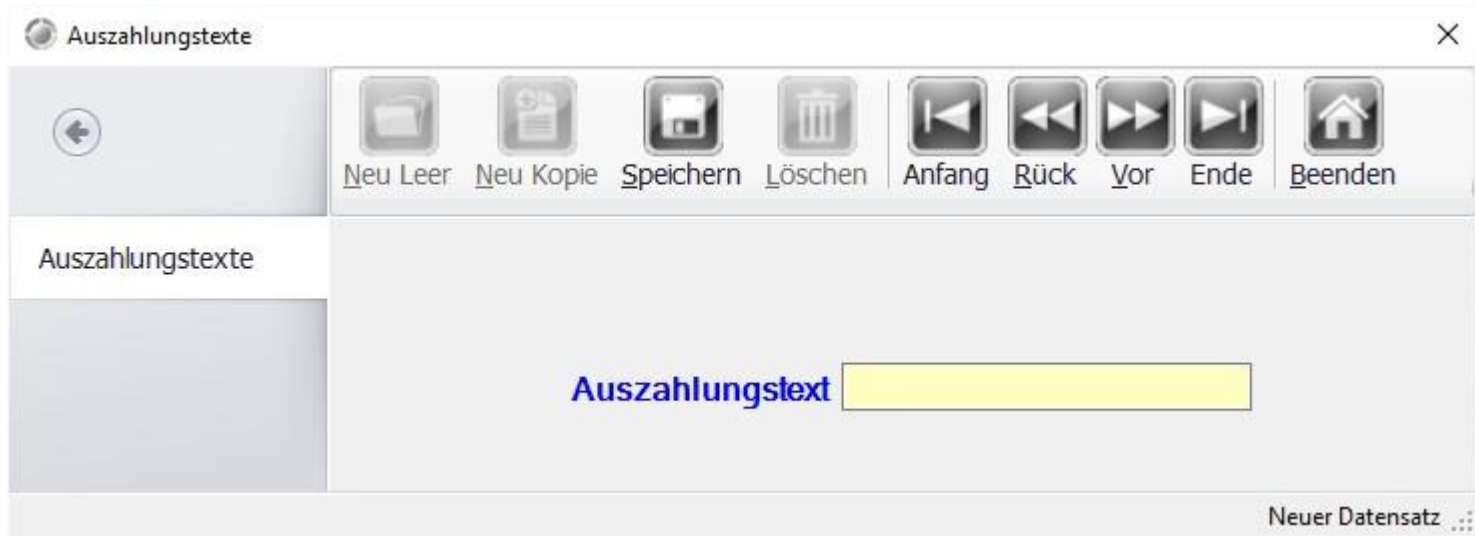 Auszahlungstexte
Neu Leer Neu Kopie Speichern Löschen Anfang Rück Vor Ende Beenden
Auszahlungstexte
Auszahlungstext
Neuer Datensatz